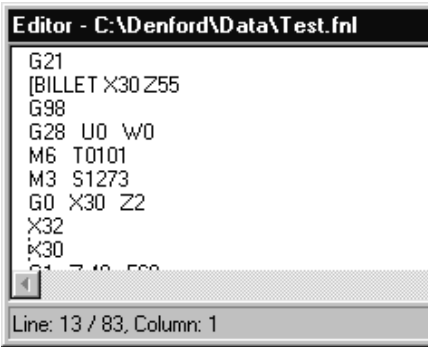 Editor - C:\Denford\Data\Test.fnl
G21
[BILLET X30 Z55
G98
G28 U0 W0
M6 T0101
M3 S1273
G0 X30 Z2
X32
X30
Line: 13 / 83, Column: 1